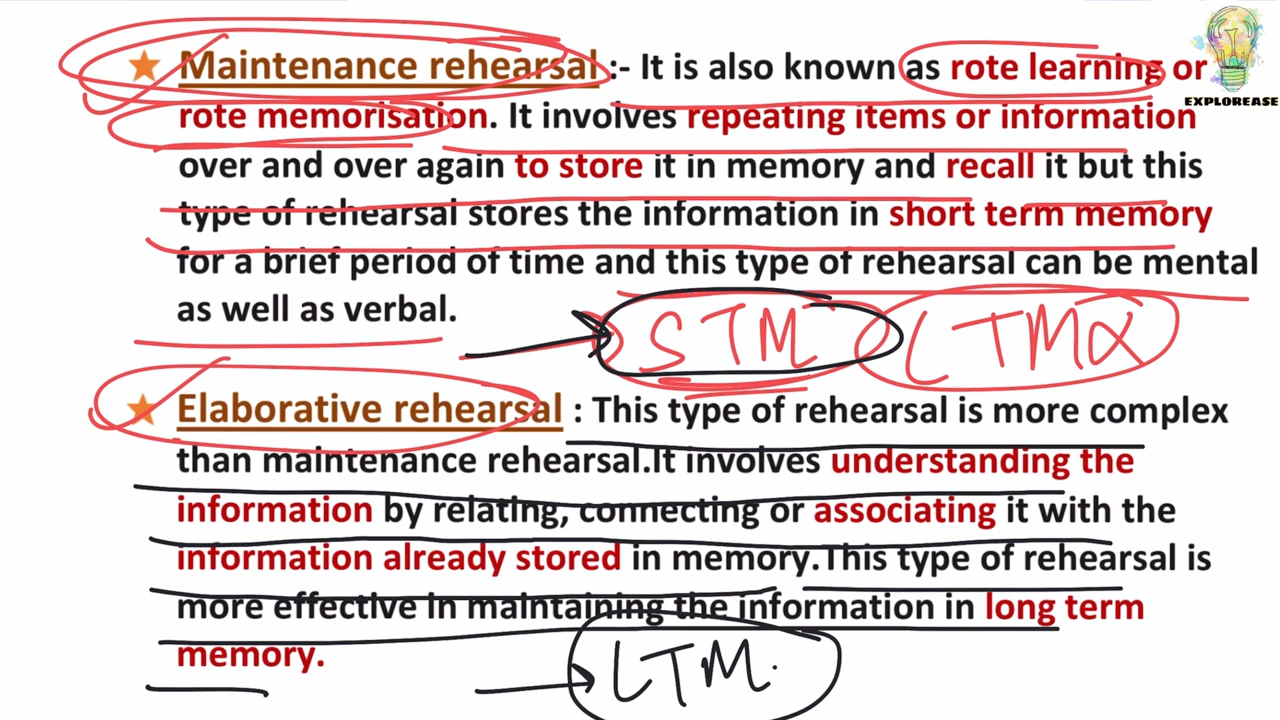 Maintenance rehearsal :- It is also known as rote learning or
EXPLOREASE
rote memorisation. It involves repeating items or information
over and over again to store it in memory and recall it but this
type of rehearsal stores the information in short term memory
for a brief period of time and this type of rehearsal can be mental
as well as verbal.
STM LTM
Elaborative rehearsal : This type of rehearsal is more complex
than maintenance rehearsal.It involves understanding the
information by relating, connecting or associating it with the
information already stored in memory.This type of rehearsal is
more effective in maintaining the information in long term
memory.
LTM.